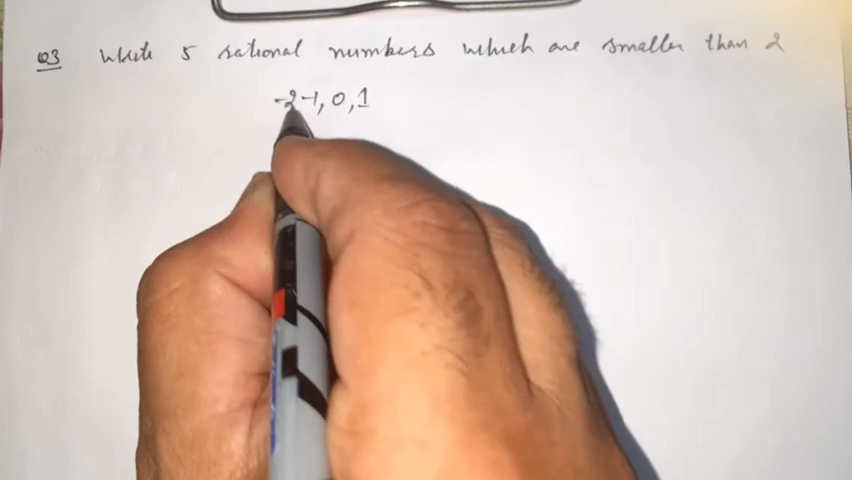 Q3 Write 5 rational numbers which are smaller than 2
-2 -1, 0, 1